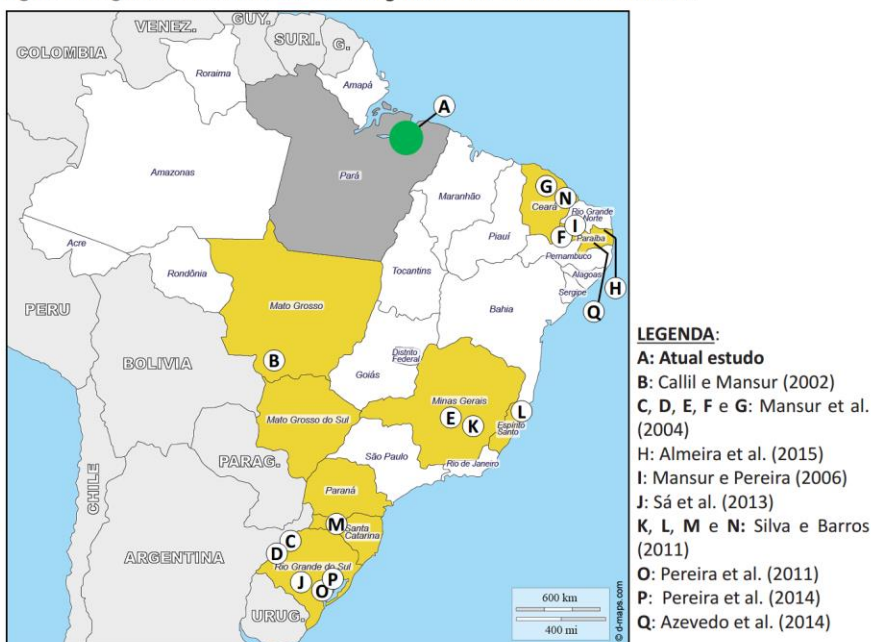 COLOMBIA
VENEZ.
GUY.
SURI.
G.
Roraima
Amapá
A
Amazonas
Pará
Maranhão
Ceará
G
N
Rio Grande
Norte
I
F
Paraíba
Piauí
Pernambuco
Acre
Rondônia
Tocantins
Alagoas
Sergipe
H
Q
PERU
Mato Grosso
Bahia
B
BOLIVIA
Goiás
Distrito
Federal
Minas Gerais
E
K
L
Espírito
Santo
Mato Grosso
do Sul
São Paulo
Rio de Janeiro
PARAG.
CHILE
Paraná
M
Santa
Catarina
C
D
Rio Grande do Sul
J
P
O
ARGENTINA
URUG.
600 km
400 mi
© d-maps.com
LEGENDA:
A: Atual estudo
B: Callil e Mansur (2002)
C, D, E, F e G: Mansur et al.
(2004)
H: Almeira et al. (2015)
I: Mansur e Pereira (2006)
J: Sá et al. (2013)
K, L, M e N: Silva e Barros
(2011)
O: Pereira et al. (2011)
P: Pereira et al. (2014)
Q: Azevedo et al. (2014)